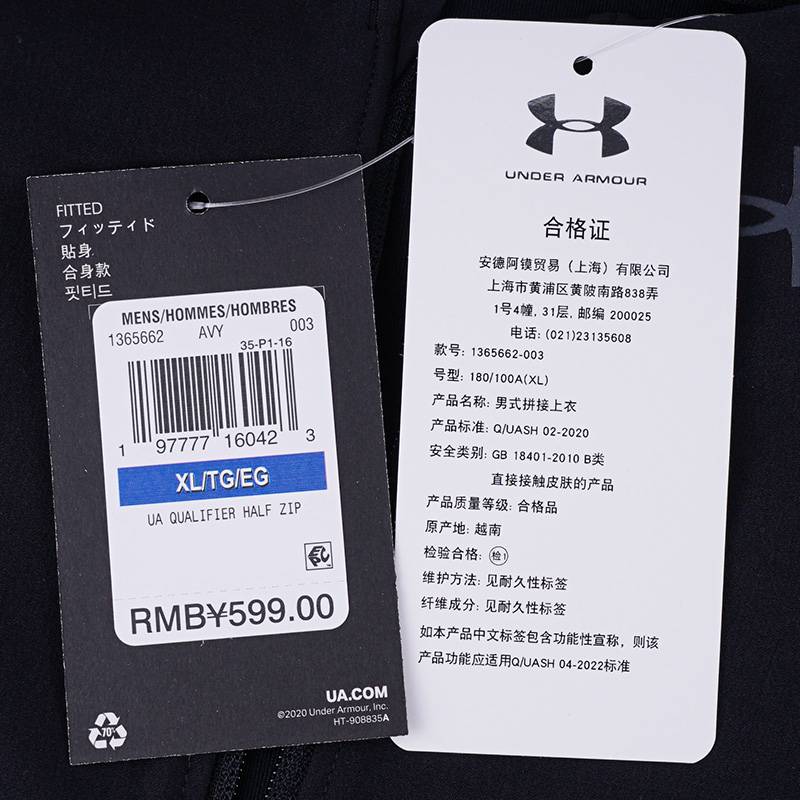 FITTED
フィッティド
貼身
合身款
핏티드
MENS/HOMMES/HOMBRES
1365662 AVY 003
35-P1-16
1 97777 16042 3
XL/TG/EG
UA QUALIFIER HALF ZIP
RMB¥599.00
70%
UA.COM
©2020 Under Armour, Inc.
HT-908835A
UNDER ARMOUR
合格证
安德阿镆贸易（上海）有限公司
上海市黄浦区黄陂南路838弄
1号4幢, 31层, 邮编 200025
电话: (021)23135608
款号: 1365662-003
号型: 180/100A(XL)
产品名称: 男式拼接上衣
产品标准: Q/UASH 02-2020
安全类别: GB 18401-2010 B类
直接接触皮肤的产品
产品质量等级: 合格品
原产地: 越南
检验合格: 检1
维护方法: 见耐久性标签
纤维成分: 见耐久性标签
如本产品中文标签包含功能性宣称，则该
产品功能应适用Q/UASH 04-2022标准